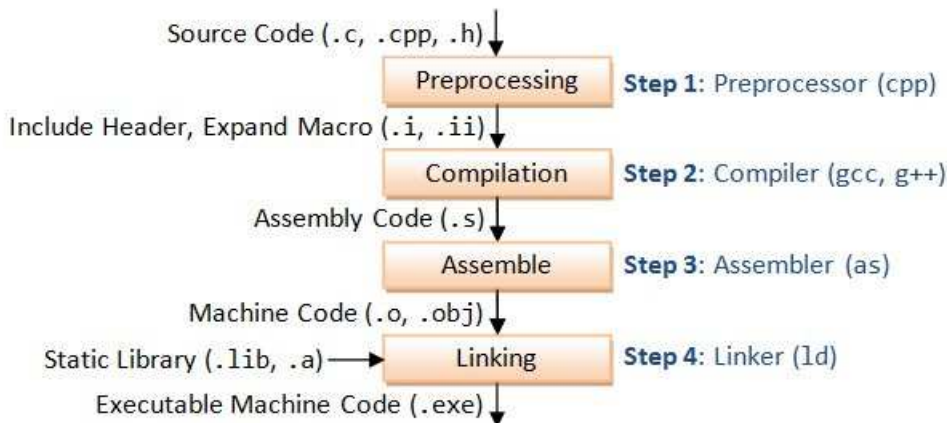 Source Code (.c, .cpp, .h)
Preprocessing
Step 1: Preprocessor (cpp)
Include Header, Expand Macro (.i, .ii)
Compilation
Step 2: Compiler (gcc, g++)
Assembly Code (.s)
Assemble
Step 3: Assembler (as)
Machine Code (.o, .obj)
Static Library (.lib, .a)
Linking
Step 4: Linker (ld)
Executable Machine Code (.exe)